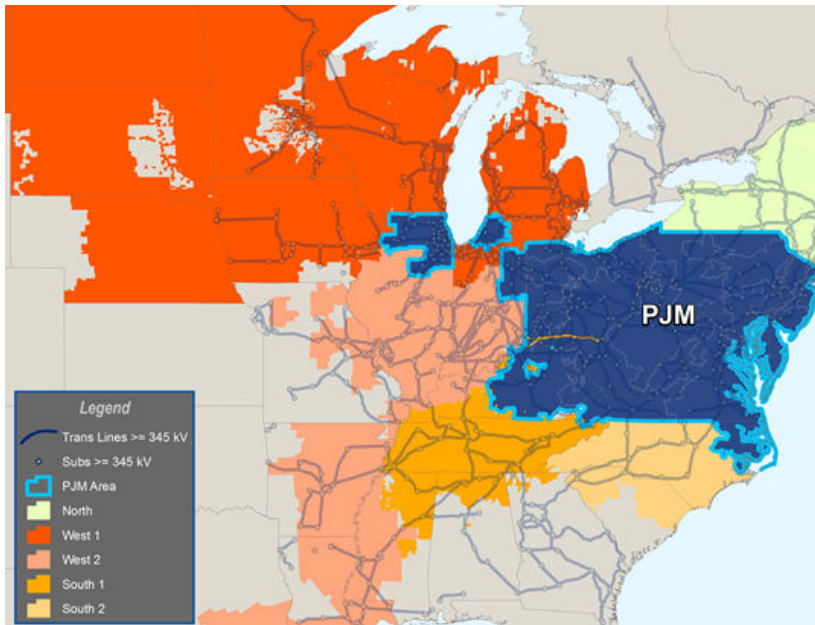 PJM
Legend
Trans Lines >= 345 kV
Subs >= 345 kV
PJM Area
North
West 1
West 2
South 1
South 2